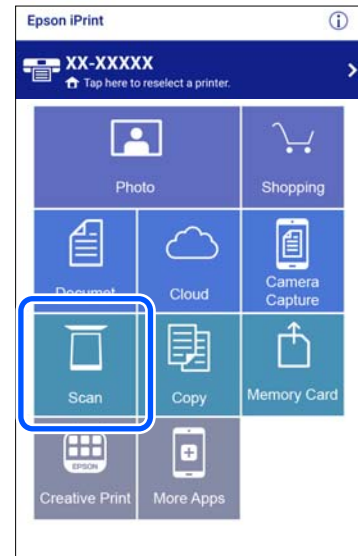 Epson iPrint
XX-XXXXX
Tap here to reselect a printer.
Photo
Shopping
Documet
Cloud
Camera
Capture
Scan
Copy
Memory Card
EPSON
Creative Print
More Apps